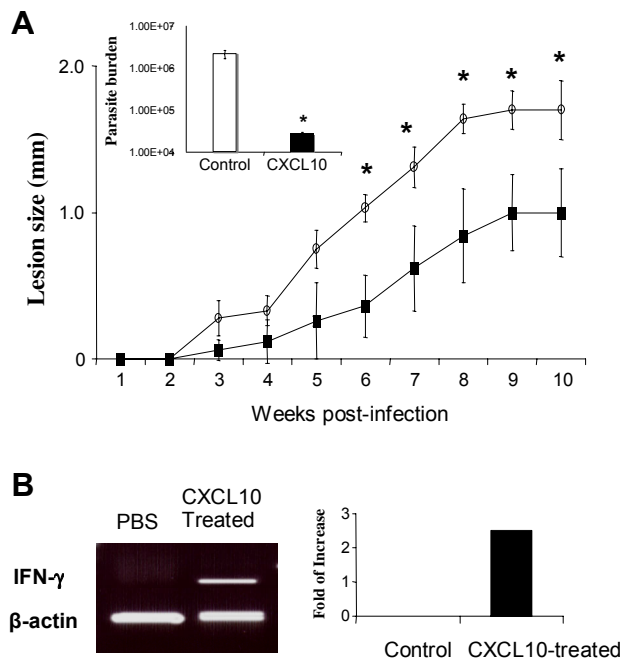 A
1.00E+07
1.00E+06
1.00E+05
1.00E+04
Parasite burden
*
Control CXCL10
2.0
1.0
0
Lesion size (mm)
* * * * *
1 2 3 4 5 6 7 8 9 10
Weeks post-infection
B
PBS
CXCL10
Treated
IFN-γ
β-actin
3
2
1
0
Fold of Increase
Control CXCL10-treated